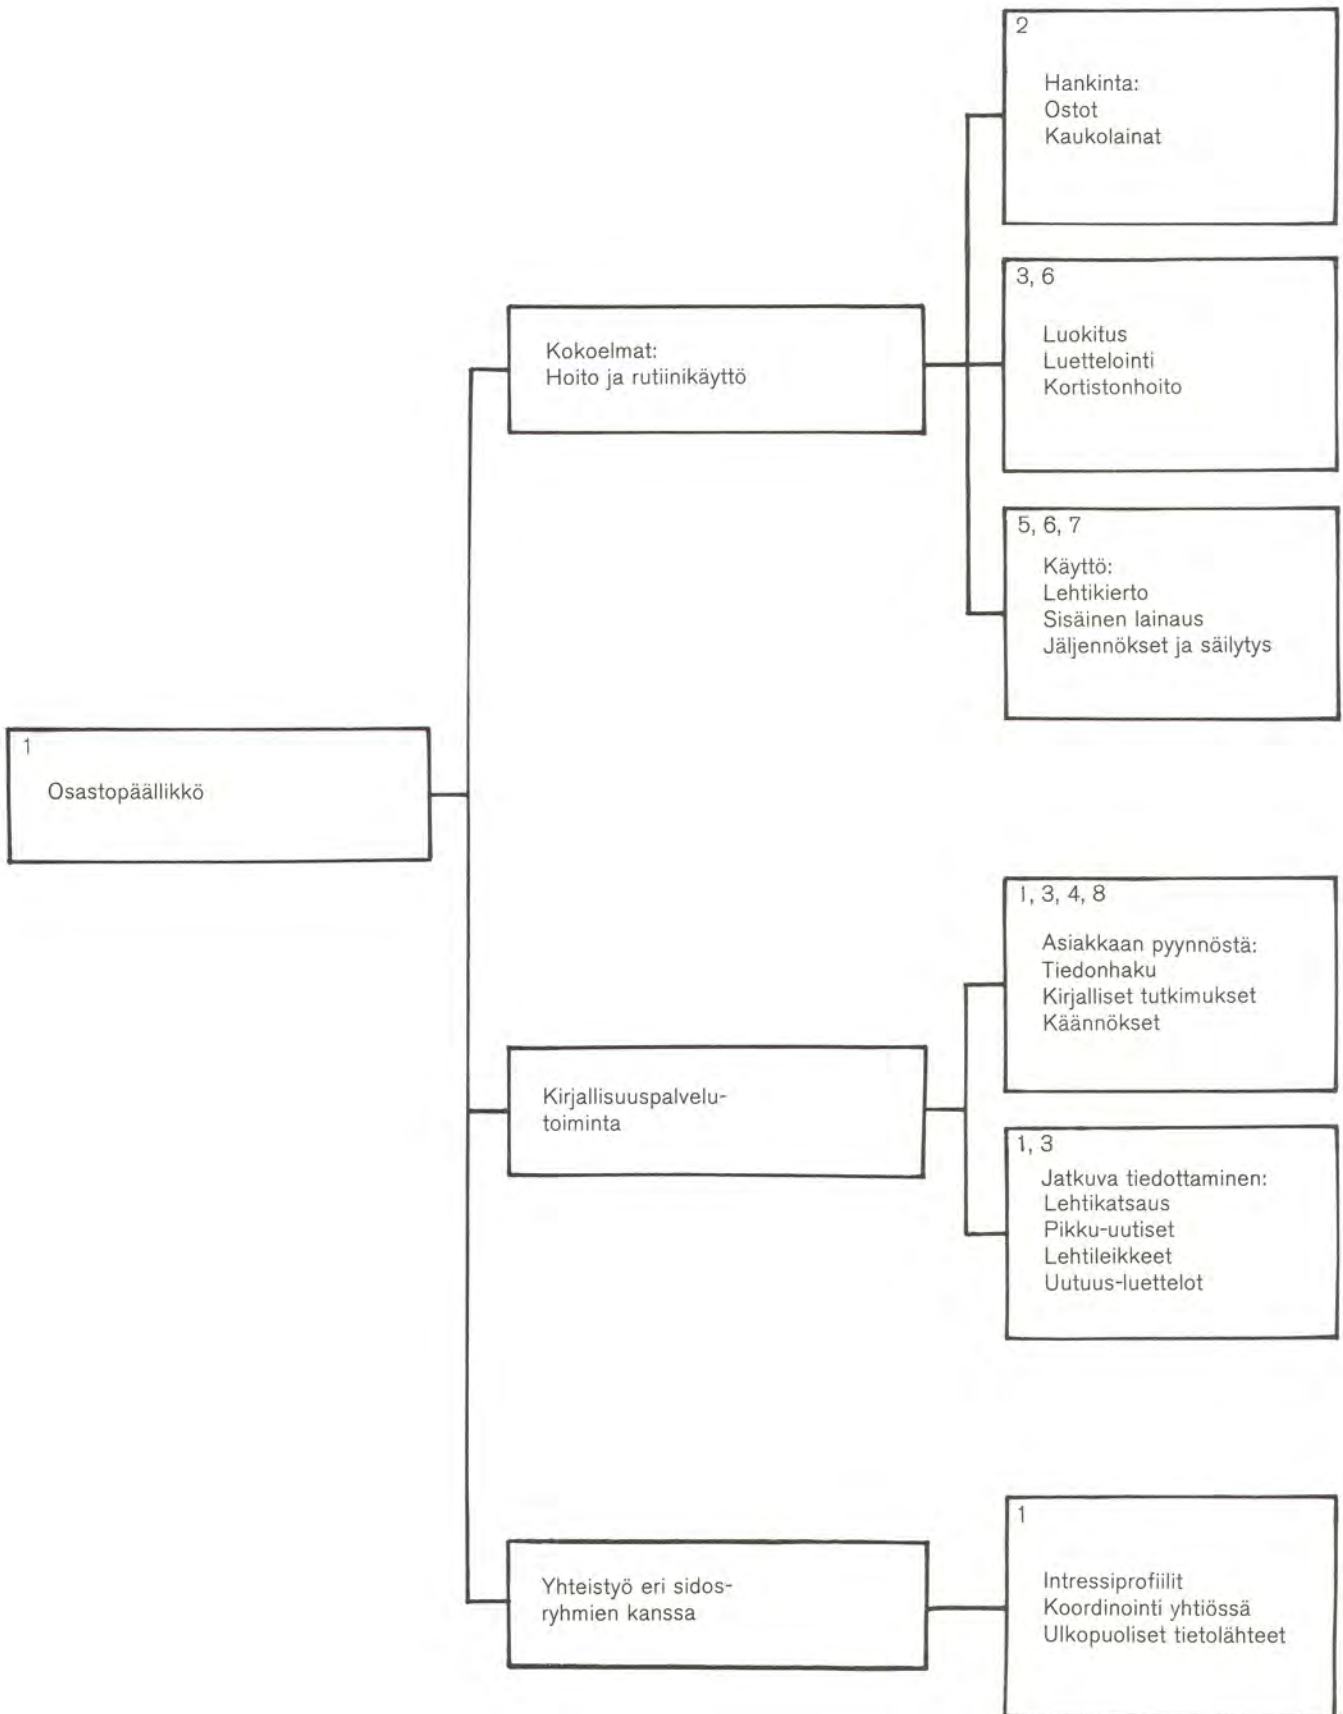 1
Osastopäällikkö
Kokoelmat:
Hoito ja rutiinikäyttö
2
Hankinta:
Ostot
Kaukolainat
3, 6
Luokitus
Luettelointi
Kortistonhoito
5, 6, 7
Käyttö:
Lehtikierto
Sisäinen lainaus
Jäljennökset ja säilytys
Kirjallisuuspalvelu-
toiminta
1, 3, 4, 8
Asiakkaan pyynnöstä:
Tiedonhaku
Kirjalliset tutkimukset
Käännökset
1, 3
Jatkuva tiedottaminen:
Lehtikatsaus
Pikku-uutiset
Lehtileikkeet
Uutuus-luettelot
Yhteistyö eri sidos-
ryhmien kanssa
1
Intressiprofiilit
Koordinointi yhtiössä
Ulkopuoliset tietolähteet